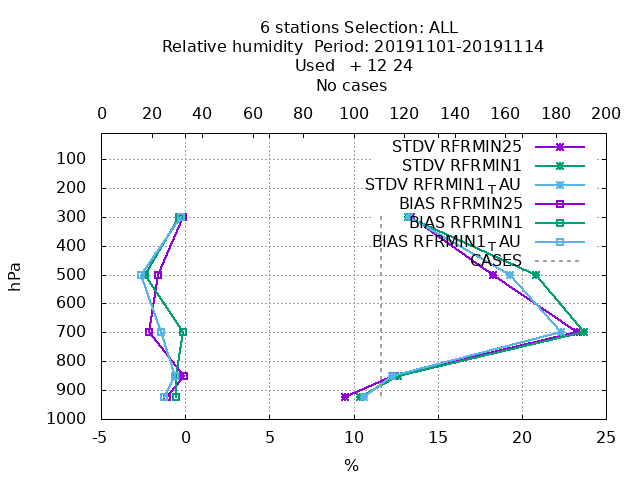 6 stations Selection: ALL
Relative humidity  Period: 20191101-20191114
Used   + 12 24
No cases
0 20 40 60 80 100 120 140 160 180 200
STDV RFRMIN25
STDV RFRMIN1
STDV RFRMIN1TAU
BIAS RFRMIN25
BIAS RFRMIN1
BIAS RFRMIN1TAU
CASES
100
200
300
400
500
600
700
800
900
1000
hPa
-5 0 5 10 15 20 25
%